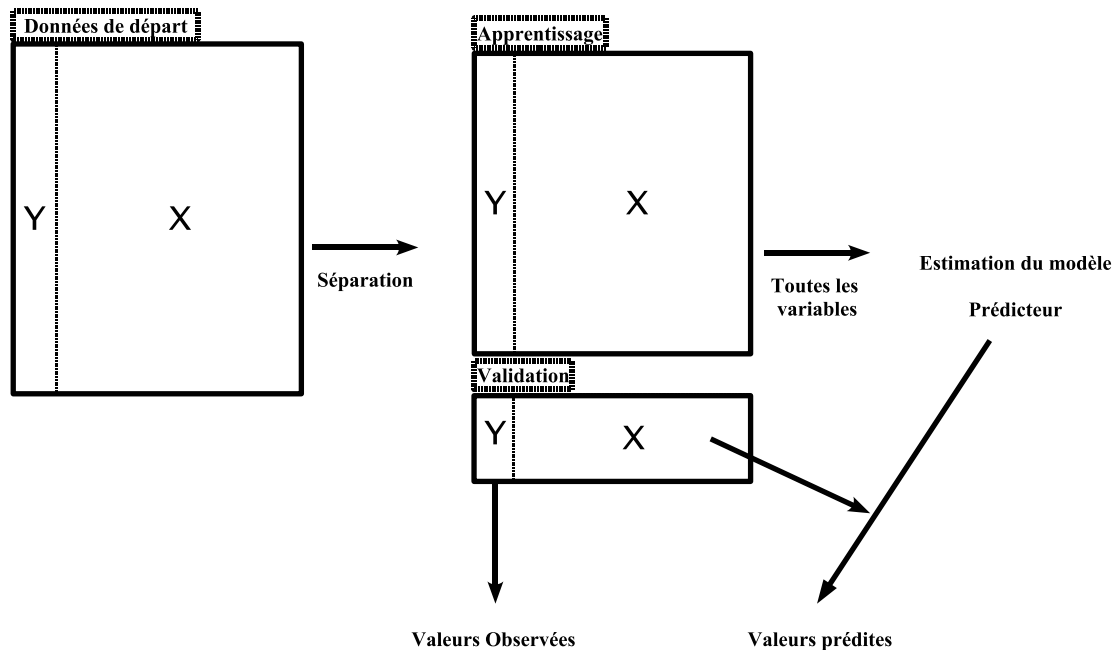 Données de départ
Y
X
Séparation
Apprentissage
Y
X
Toutes les
variables
Estimation du modèle
Prédicteur
Validation
Y
X
Valeurs Observées
Valeurs prédites